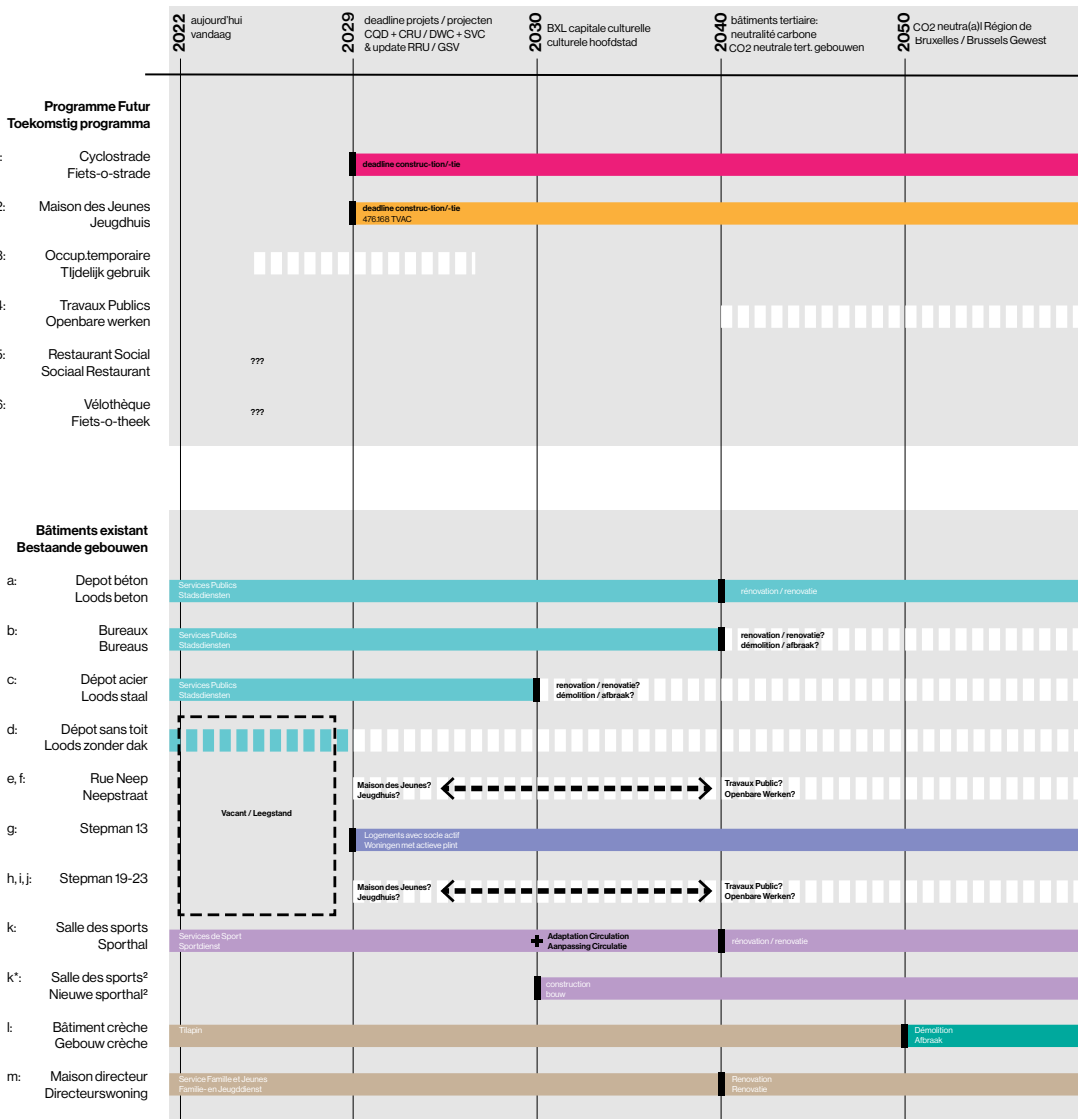 2022
aujourd'hui
vandaag
2029
deadline projets / projecten
CQD + CRU / DWC + SVC
& update RRU / GSV
2030
BXL capitale culturelle
culturele hoofdstad
2040
bâtiments tertiaire:
neutralité carbone
CO2 neutrale tert. gebouwen
2050
CO2 neutra(a)l Région de
Bruxelles / Brussels Gewest
Programme Futur
Toekomstig programma
:
Cyclostrade
Fiets-o-strade
deadline construc-tion/-tie
2:
Maison des Jeunes
Jeugdhuis
deadline construc-tion/-tie
476.168 TVAC
3:
Occup.temporaire
TIjdelijk gebruik
4:
Travaux Publics
Openbare werken
5:
Restaurant Social
Sociaal Restaurant
???
6:
Vélothèque
Fiets-o-theek
???
Bâtiments existant
Bestaande gebouwen
a:
Depot béton
Loods beton
Services Publics
Stadsdiensten
rénovation / renovatie
b:
Bureaux
Bureaus
Services Publics
Stadsdiensten
renovation / renovatie?
démolition / afbraak?
c:
Dépot acier
Loods staal
Services Publics
Stadsdiensten
renovation / renovatie?
démolition / afbraak?
d:
Dépot sans toit
Loods zonder dak
e, f:
Rue Neep
Neepstraat
Maison des Jeunes?
Jeugdhuis?
Travaux Public?
Openbare Werken?
Vacant / Leegstand
g:
Stepman 13
Logements avec socle actif
Woningen met actieve plint
h, i, j:
Stepman 19-23
Maison des Jeunes?
Jeugdhuis?
Travaux Public?
Openbare Werken?
k:
Salle des sports
Sporthal
Services de Sport
Sportdienst
Adaptation Circulation
Aanpassing Circulatie
rénovation / renovatie
k*:
Salle des sports²
Nieuwe sporthal²
construction
bouw
l:
Bâtiment crèche
Gebouw crèche
Tilapin
Démolition
Afbraak
m:
Maison directeur
Directeurswoning
Service Famille et Jeunes
Familie- en Jeugddienst
Renovation
Renovatie